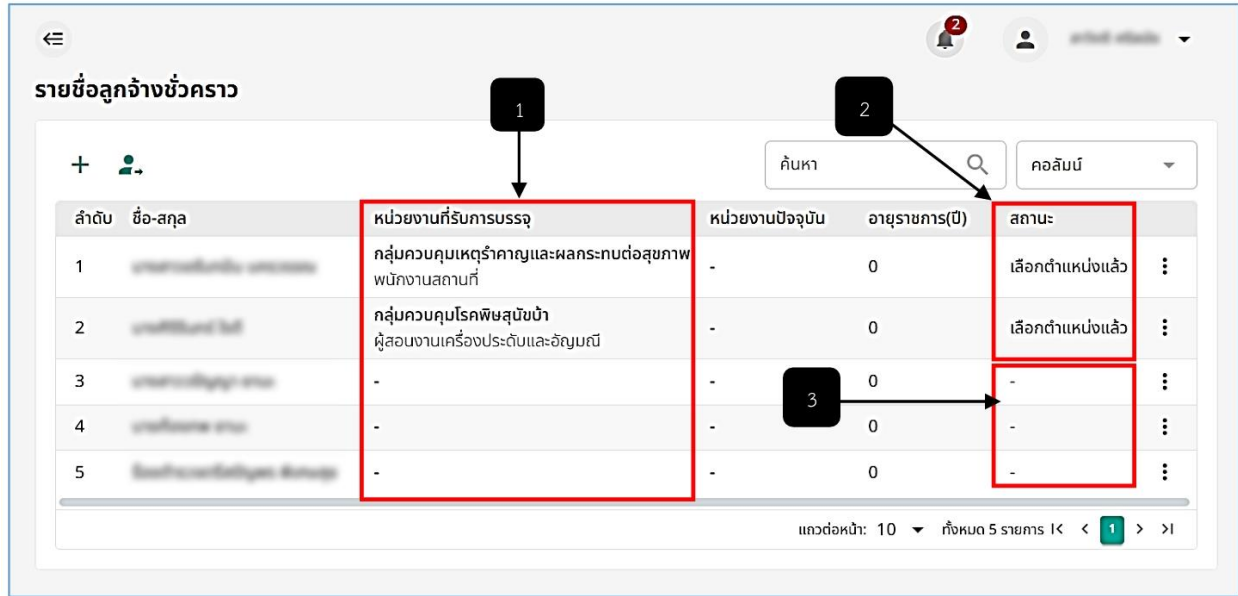 2
รายชื่อลูกจ้างชั่วคราว
1
2
ค้นหา
คอลัมน์
ลำดับ ชื่อ-สกุล หน่วยงานที่รับการบรรจุ หน่วยงานปัจจุบัน อายุราชการ(ปี) สถานะ
กลุ่มควบคุมเหตุรำคาญและผลกระทบต่อสุขภาพ
1 - 0 เลือกตำแหน่งแล้ว
พนักงานสถานที่
กลุ่มควบคุมโรคพิษสุนัขบ้า
2 - 0 เลือกตำแหน่งแล้ว
ผู้สอนงานเครื่องประดับและอัญมณี
3 - - 0 -
3
4 - - 0 -
5 - - 0 -
แถวต่อหน้า: 10 ทั้งหมด 5 รายการ 1